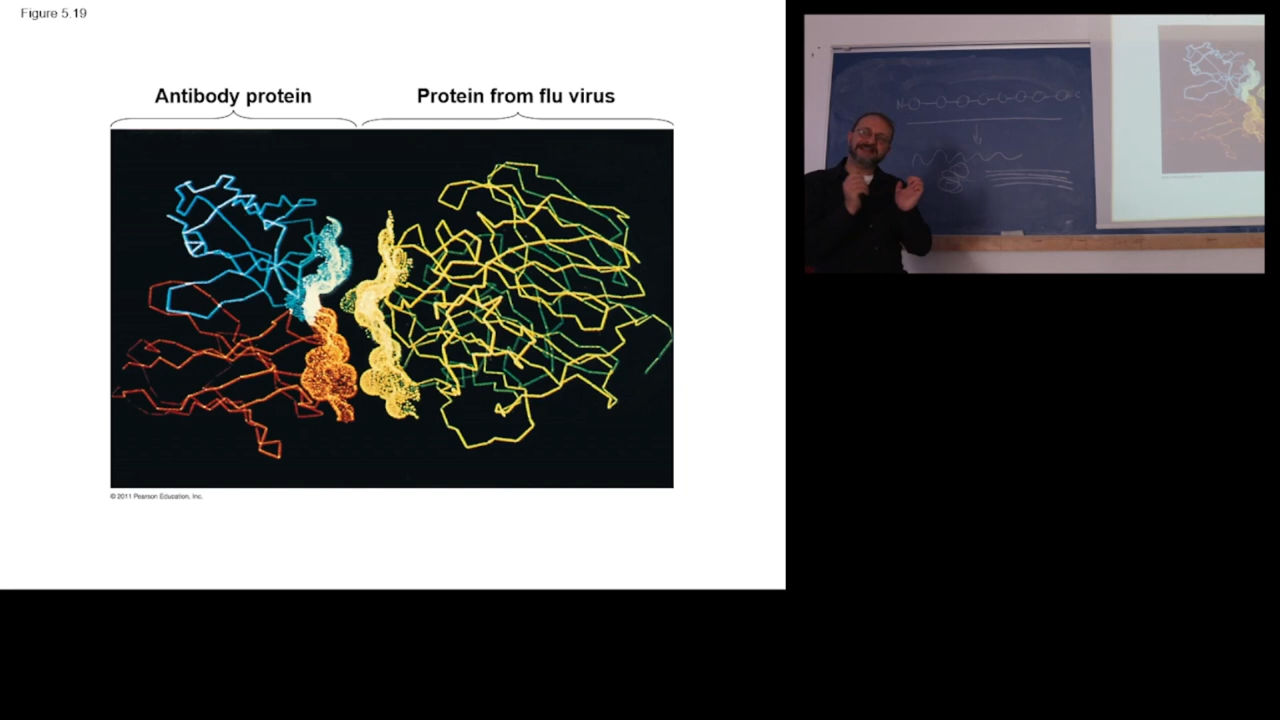 Figure 5.19
Antibody protein
Protein from flu virus
© 2011 Pearson Education, Inc.